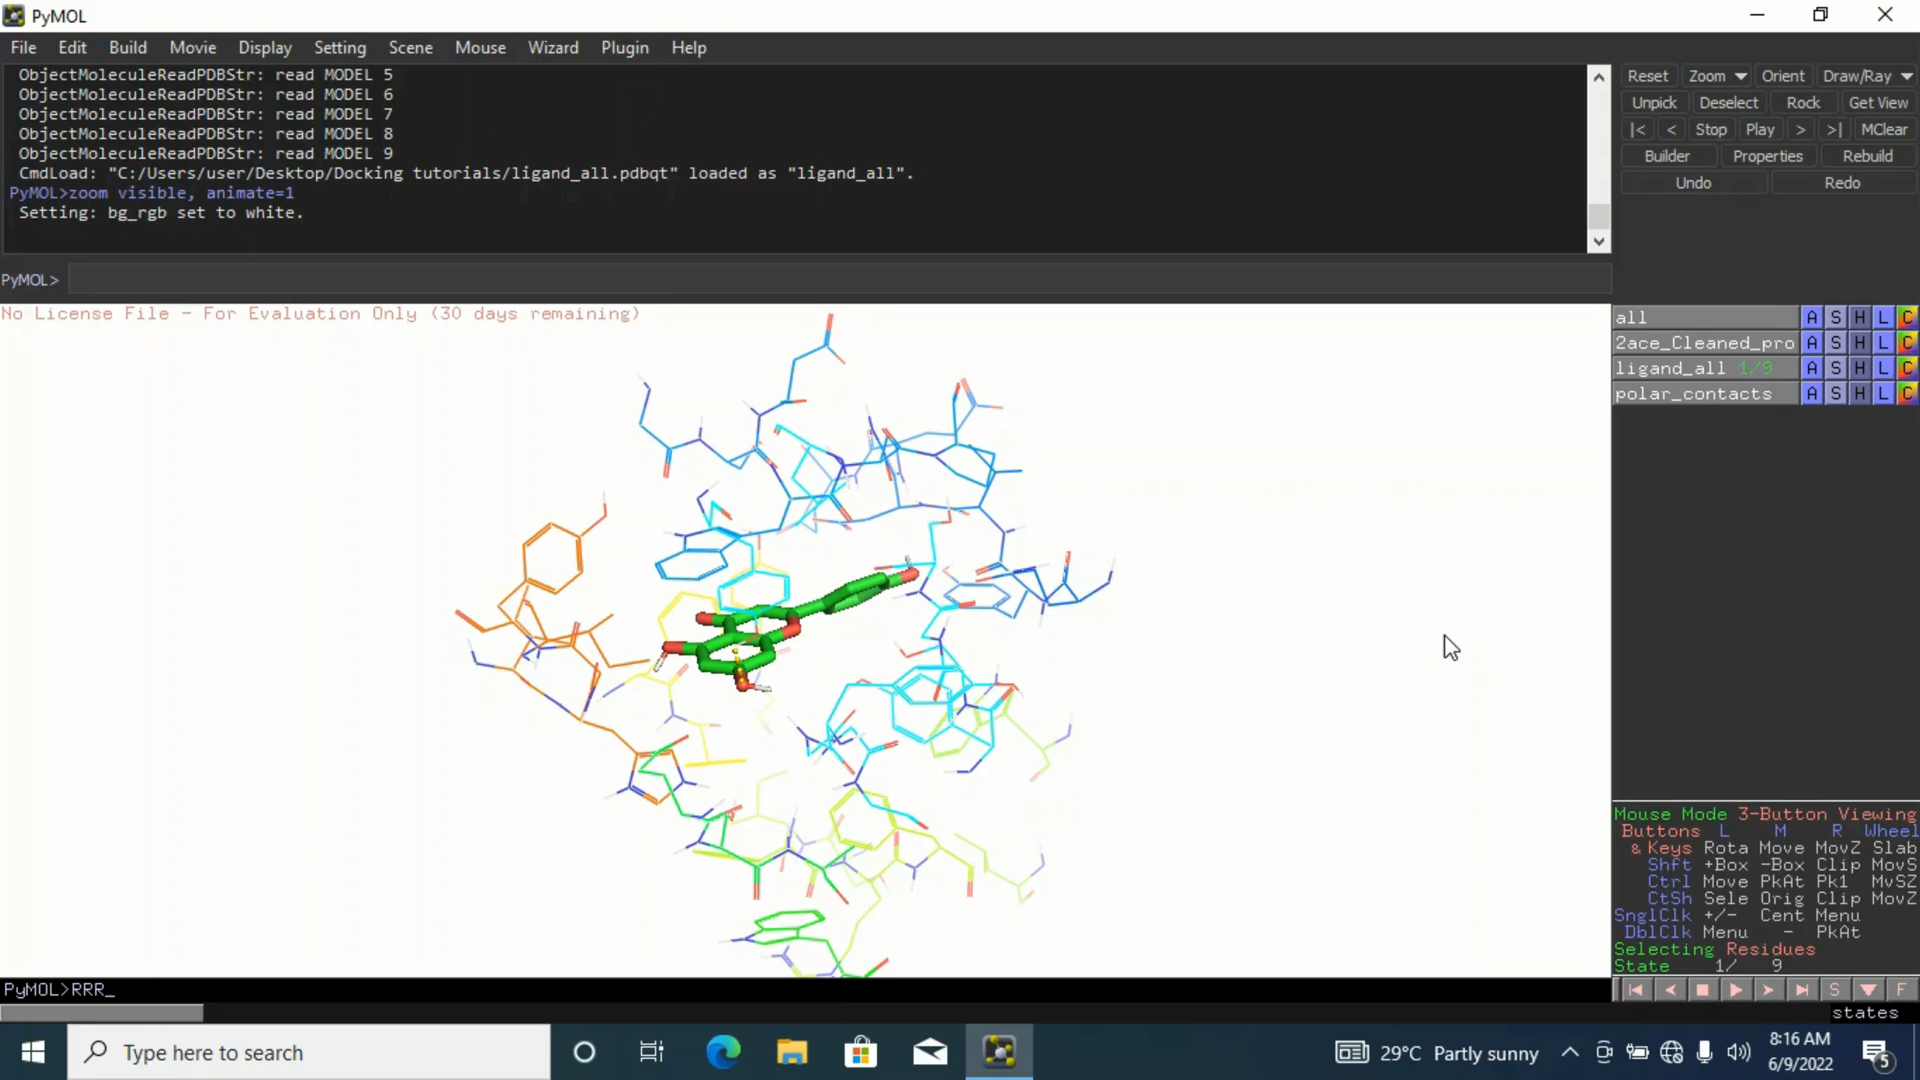 PyMOL
File Edit Build Movie Display Setting Scene Mouse Wizard Plugin Help
ObjectMoleculeReadPDBStr: read MODEL 5
ObjectMoleculeReadPDBStr: read MODEL 6
ObjectMoleculeReadPDBStr: read MODEL 7
ObjectMoleculeReadPDBStr: read MODEL 8
ObjectMoleculeReadPDBStr: read MODEL 9
CmdLoad: "C:/Users/user/Desktop/Docking tutorials/ligand_all.pdbqt" loaded as "ligand_all".
PyMOL>zoom visible, animate=1
Setting: bg_rgb set to white.
PyMOL>
Reset Zoom Orient Draw/Ray
Unpick Deselect Rock Get View
|< < Stop Play > >| MClear
Builder Properties Rebuild
Undo Redo
No License File - For Evaluation Only (30 days remaining)
all A S H L C
2ace_Cleaned_pro A S H L C
ligand_all 1/9 A S H L C
polar_contacts A S H L C
Mouse Mode 3-Button Viewing
Buttons L M R Wheel
& Keys Rota Move MovZ Slab
Shft +Box -Box Clip MovS
Ctrl Move PkAt Pk1 MvSZ
CtSh Sele Orig Clip MovZ
SnglClk +/- Cent Menu
DblClk Menu - PkAt
Selecting Residues
State 1/ 9
PyMOL>RRR_
S F
states
Type here to search
29°C Partly sunny
8:16 AM
6/9/2022
5